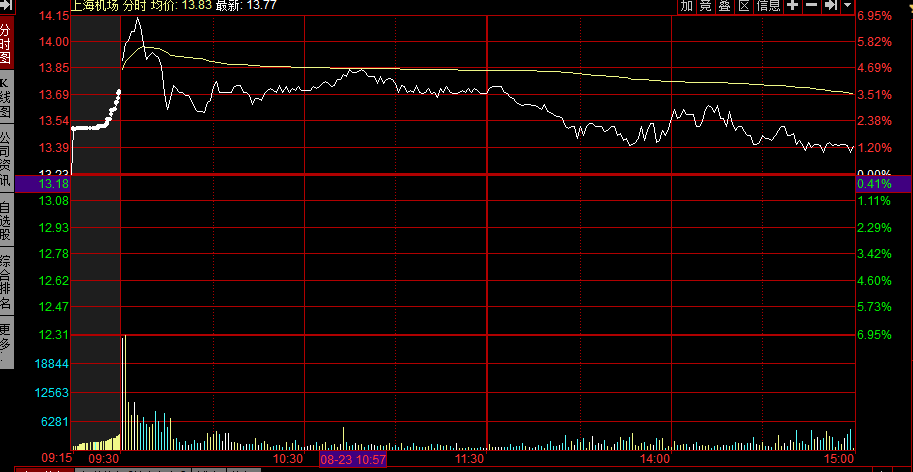 上海机场 分时 均价: 13.83 最新: 13.77
加 竞 叠 区 信息
14.15 6.95%
14.00 5.82%
13.85 4.69%
13.69 3.51%
13.54 2.38%
13.39 1.20%
13.23 0.00%
13.18 0.41%
13.08 1.11%
12.93 2.29%
12.78 3.42%
12.62 4.60%
12.47 5.73%
12.31 6.95%
18844
12563
6281
09:15 09:30 10:30 08-23 10:57 11:30 14:00 15:00
分时图
K线图
公司资讯
自选股
综合排名
更多